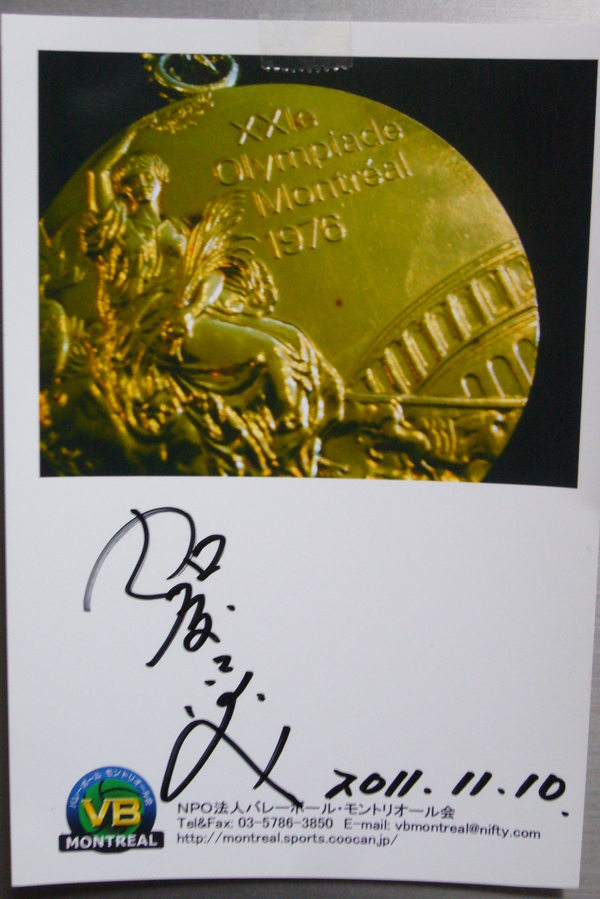 XXIe
Olympiade
Montréal
1976
2011.11.10.
バレーボール モントリオール会
VB
MONTREAL
NPO法人バレーボール・モントリオール会
Tel&Fax: 03-5786-3850 E-mail: vbmontreal@nifty.com
http://montreal.sports.coocan.jp/